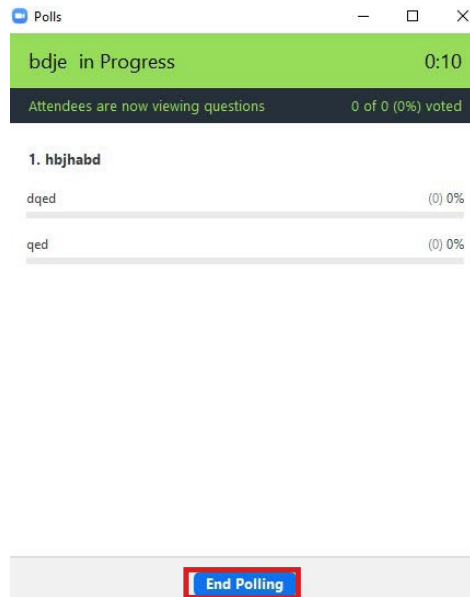 Polls
bdje in Progress 0:10
Attendees are now viewing questions 0 of 0 (0%) voted
1. hbjhabd
dqed (0) 0%
qed (0) 0%
End Polling